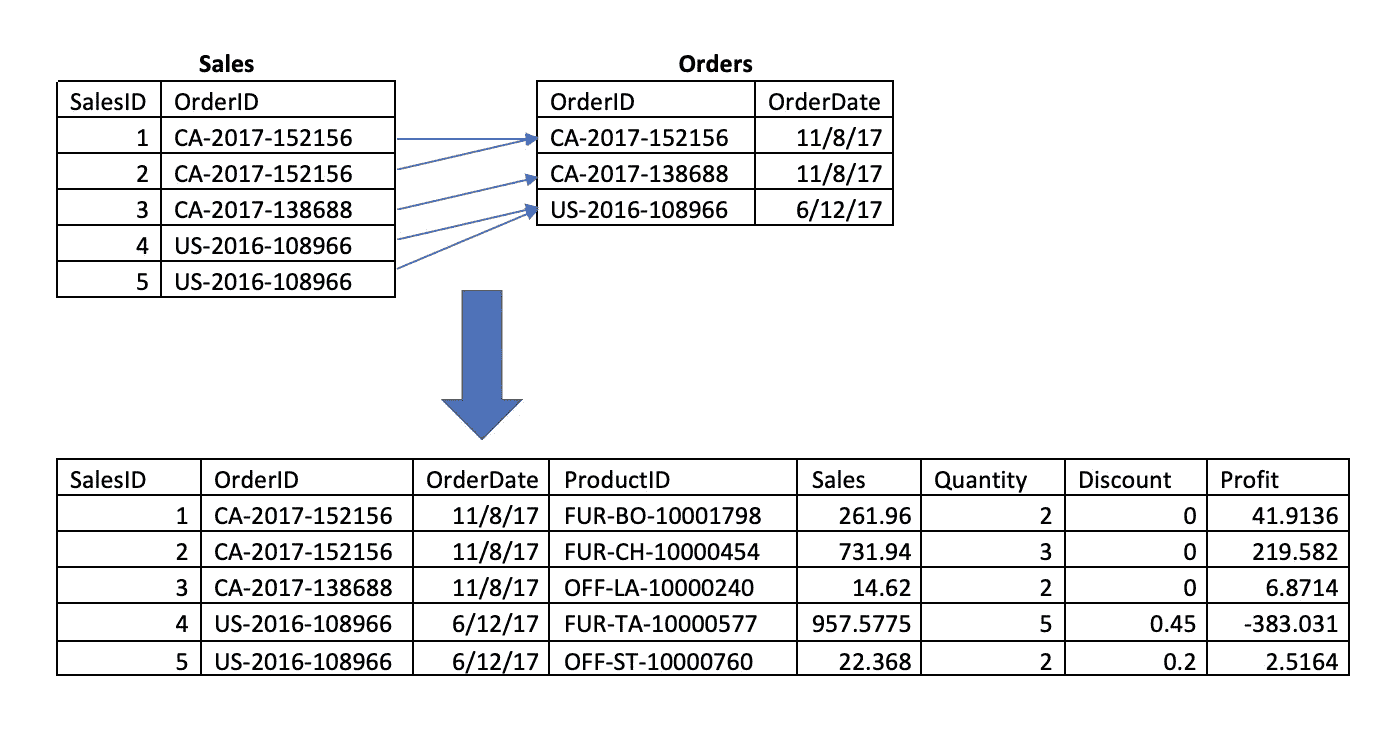 Sales
SalesID OrderID
1 CA-2017-152156
2 CA-2017-152156
3 CA-2017-138688
4 US-2016-108966
5 US-2016-108966
Orders
OrderID OrderDate
CA-2017-152156 11/8/17
CA-2017-138688 11/8/17
US-2016-108966 6/12/17
SalesID OrderID OrderDate ProductID Sales Quantity Discount Profit
1 CA-2017-152156 11/8/17 FUR-BO-10001798 261.96 2 0 41.9136
2 CA-2017-152156 11/8/17 FUR-CH-10000454 731.94 3 0 219.582
3 CA-2017-138688 11/8/17 OFF-LA-10000240 14.62 2 0 6.8714
4 US-2016-108966 6/12/17 FUR-TA-10000577 957.5775 5 0.45 -383.031
5 US-2016-108966 6/12/17 OFF-ST-10000760 22.368 2 0.2 2.5164